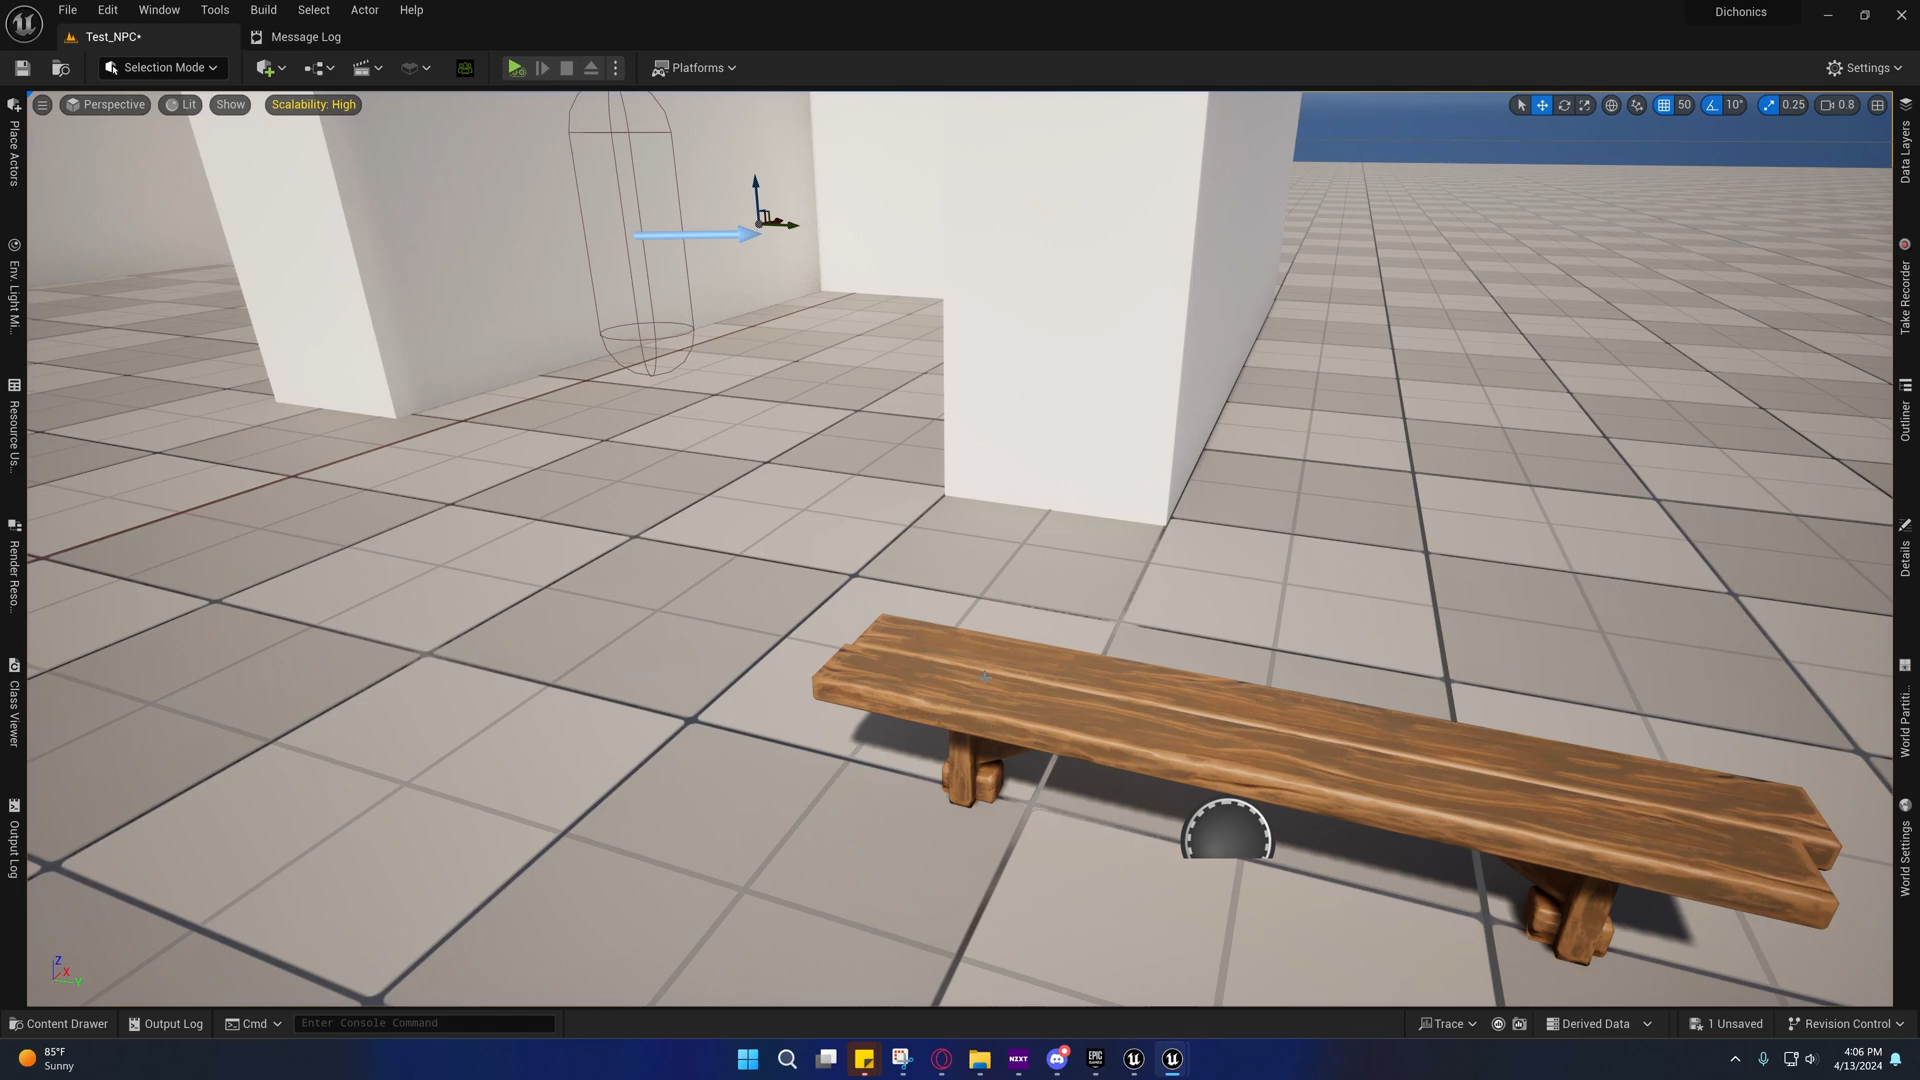 File Edit Window Tools Build Select Actor Help
Dichonics
Test_NPC*
Message Log
Selection Mode
Platforms
Settings
Perspective
Lit
Show
Scalability: High
50
10°
0.25
0.8
Place Actors
Env. Light Mi...
Resource Us...
Render Reso...
Class Viewer
Output Log
Data Layers
Take Recorder
Outliner
Details
World Partiti...
World Settings
Z
X
Y
Content Drawer
Output Log
Cmd
Enter Console Command
Trace
Derived Data
1 Unsaved
Revision Control
85°F
Sunny
EPIC
GAMES
NZXT
4:06 PM
4/13/2024